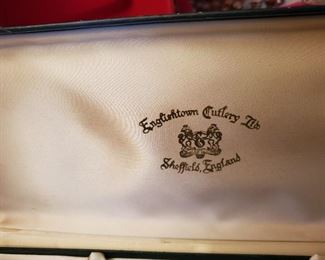 Englishtown Cutlery Ltd
Sheffield, England